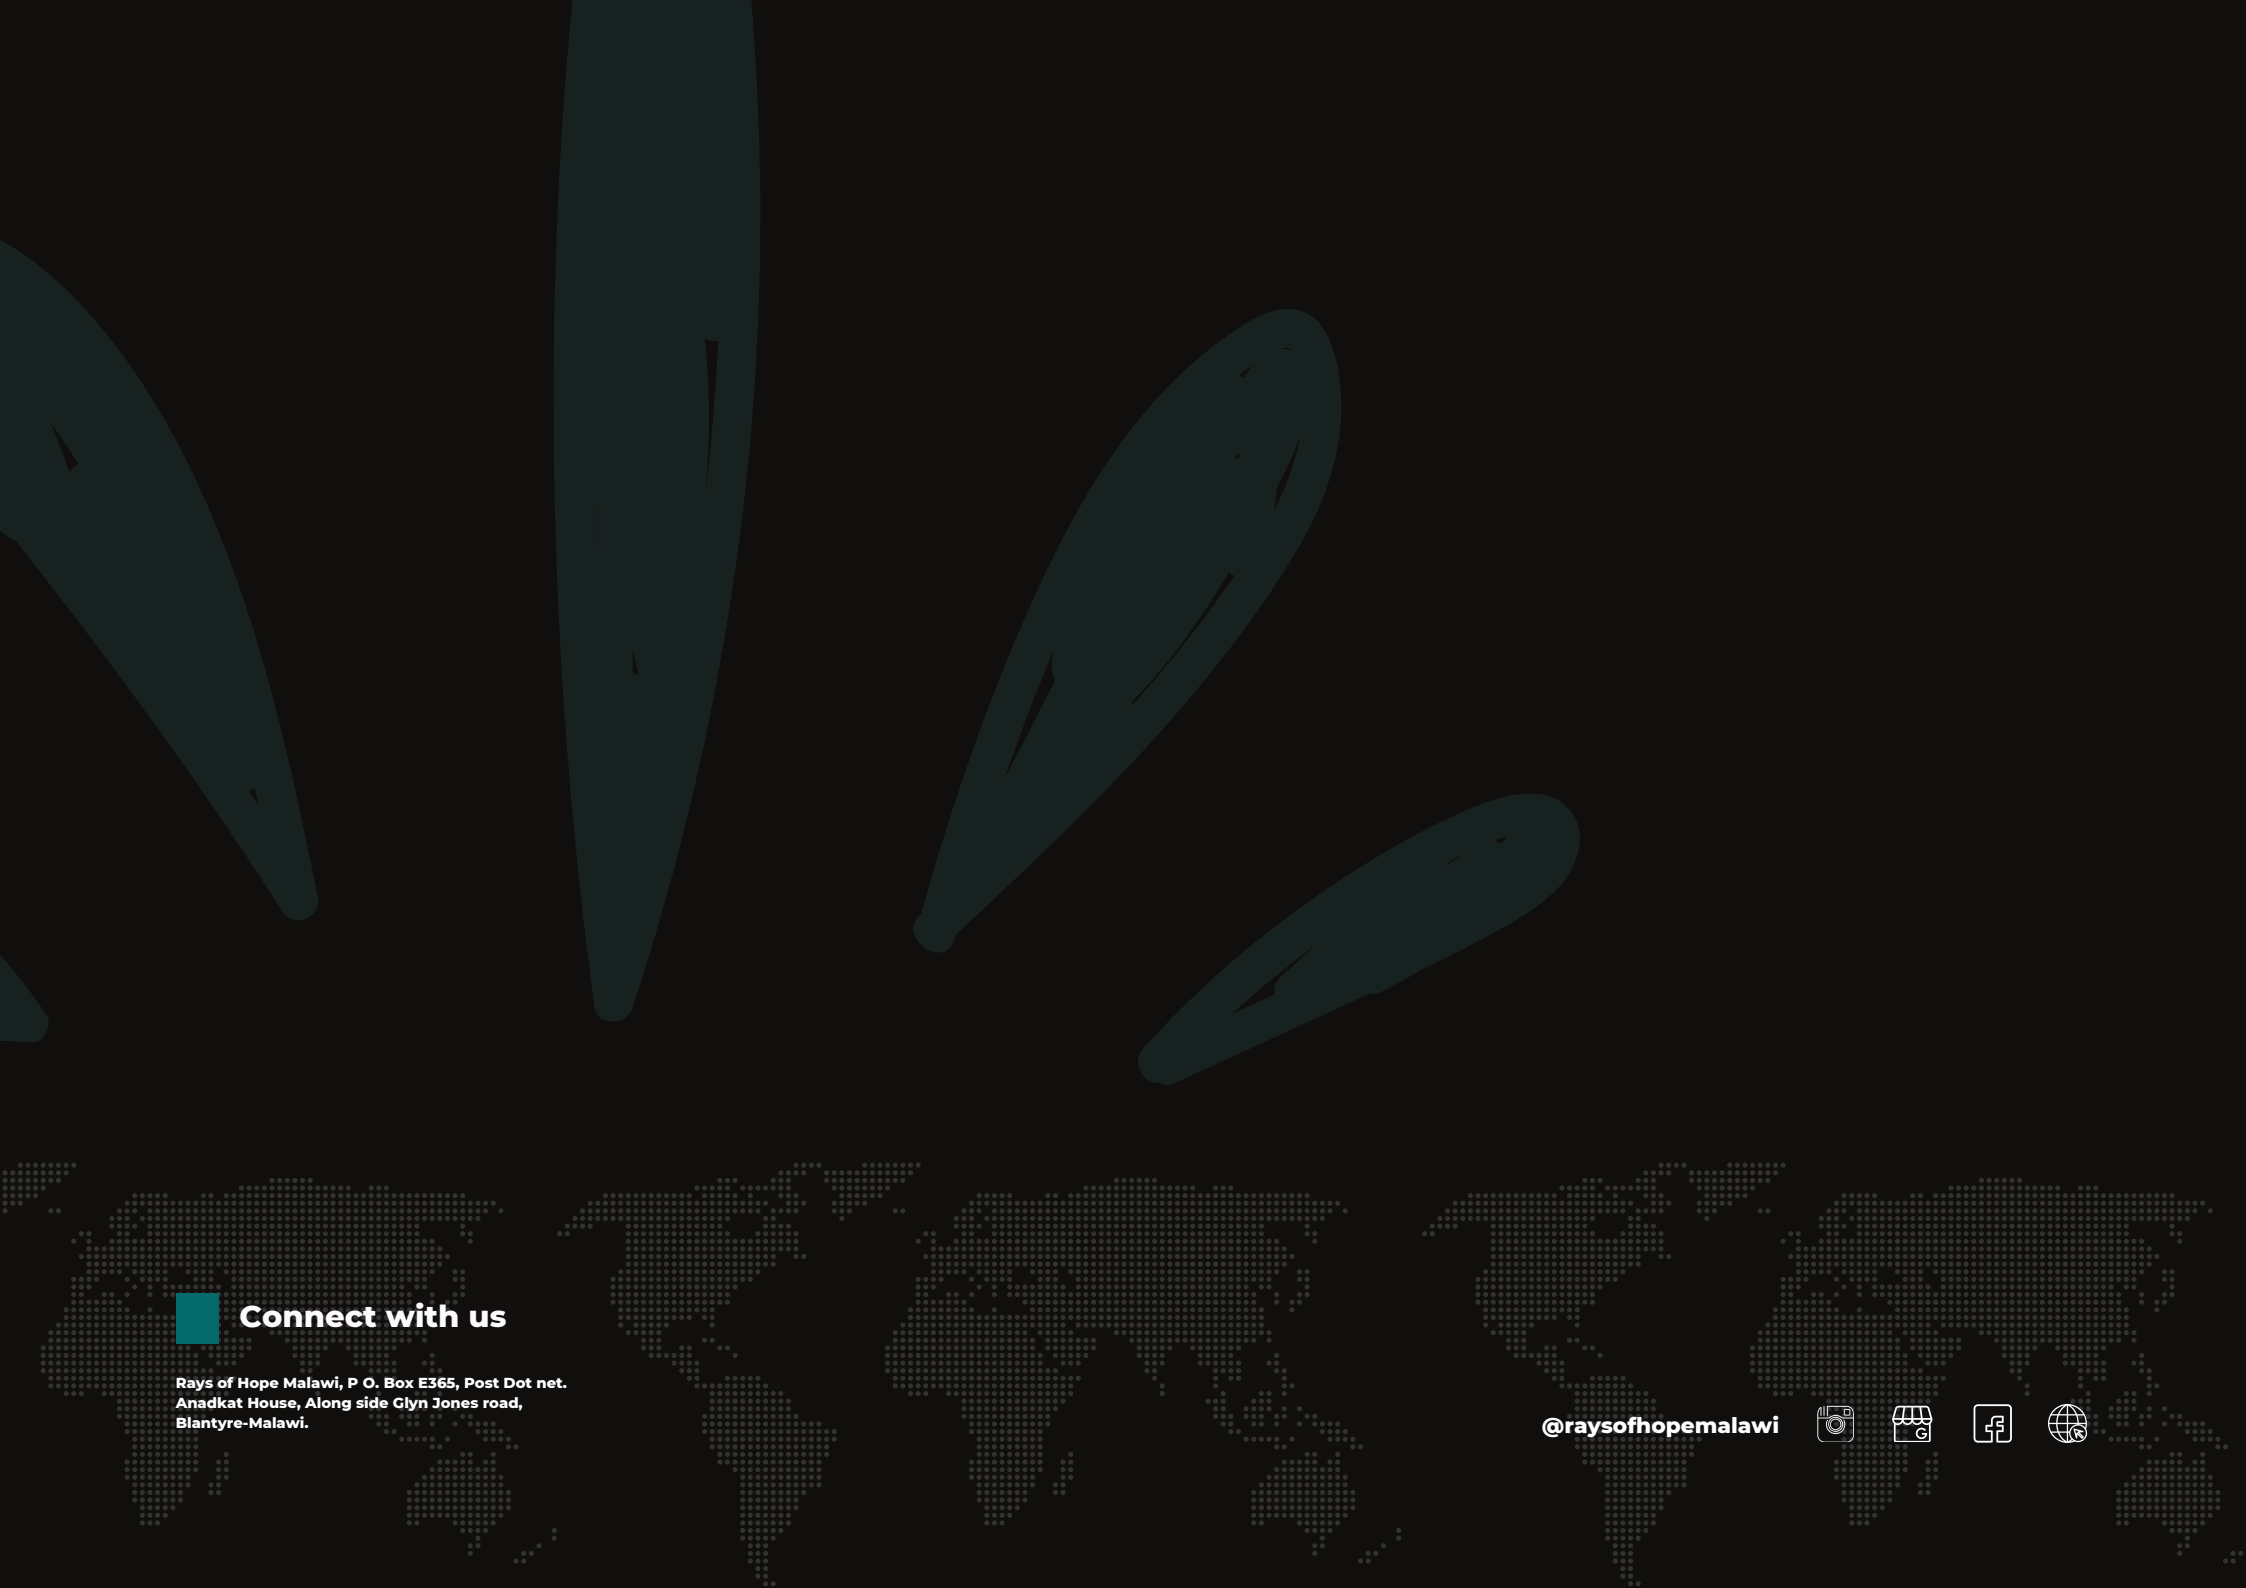 Connect with us
Rays of Hope Malawi, P O. Box E365, Post Dot net.
Anadkat House, Along side Glyn Jones road,
Blantyre-Malawi.
@raysofhopemalawi
G